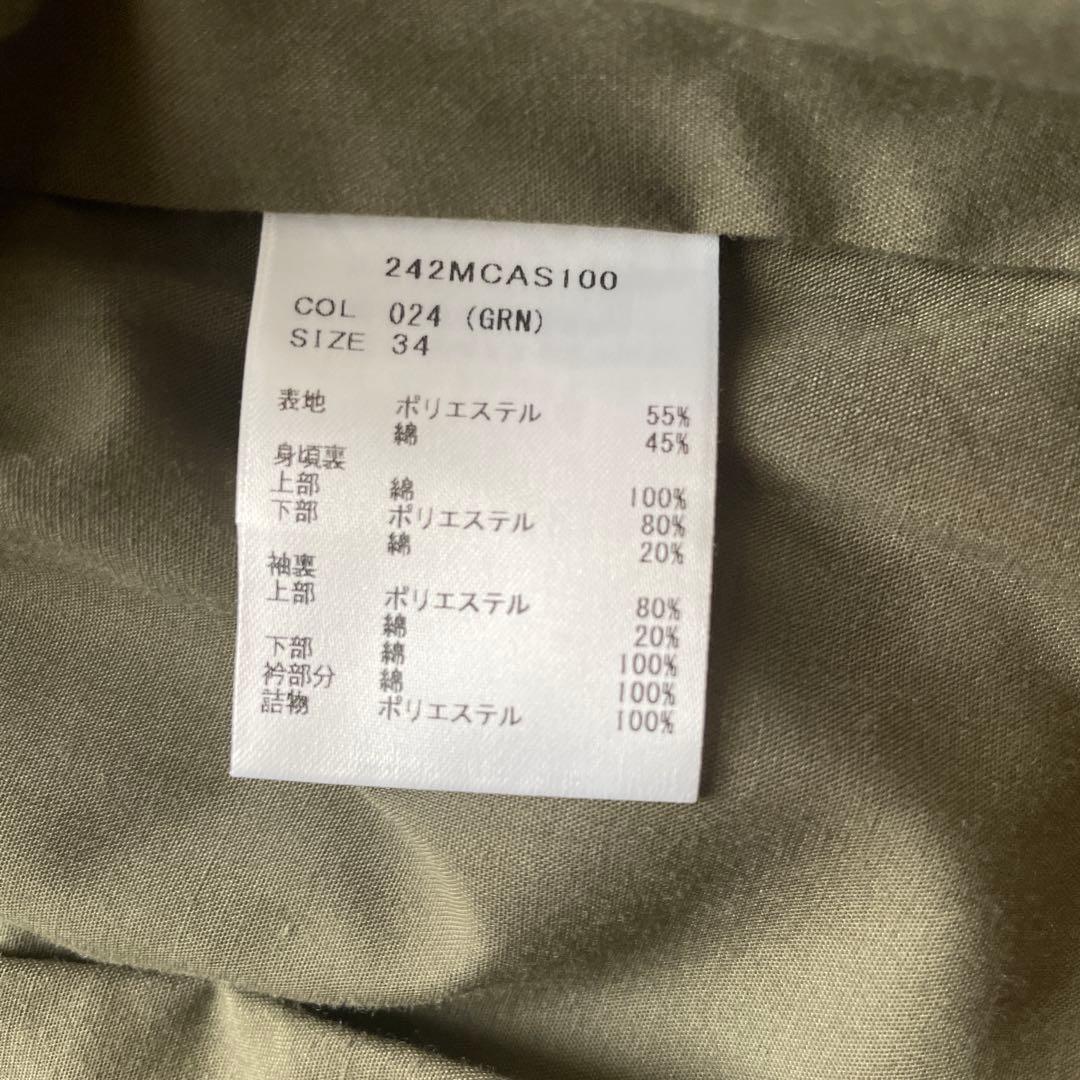 242MCAS100
COL 024 (GRN)
SIZE 34
表地 ポリエステル 55%
綿 45%
身頃裏
上部 綿 100%
下部 ポリエステル 80%
綿 20%
袖裏
上部 ポリエステル 80%
綿 20%
下部 綿 100%
衿部分 綿 100%
詰物 ポリエステル 100%